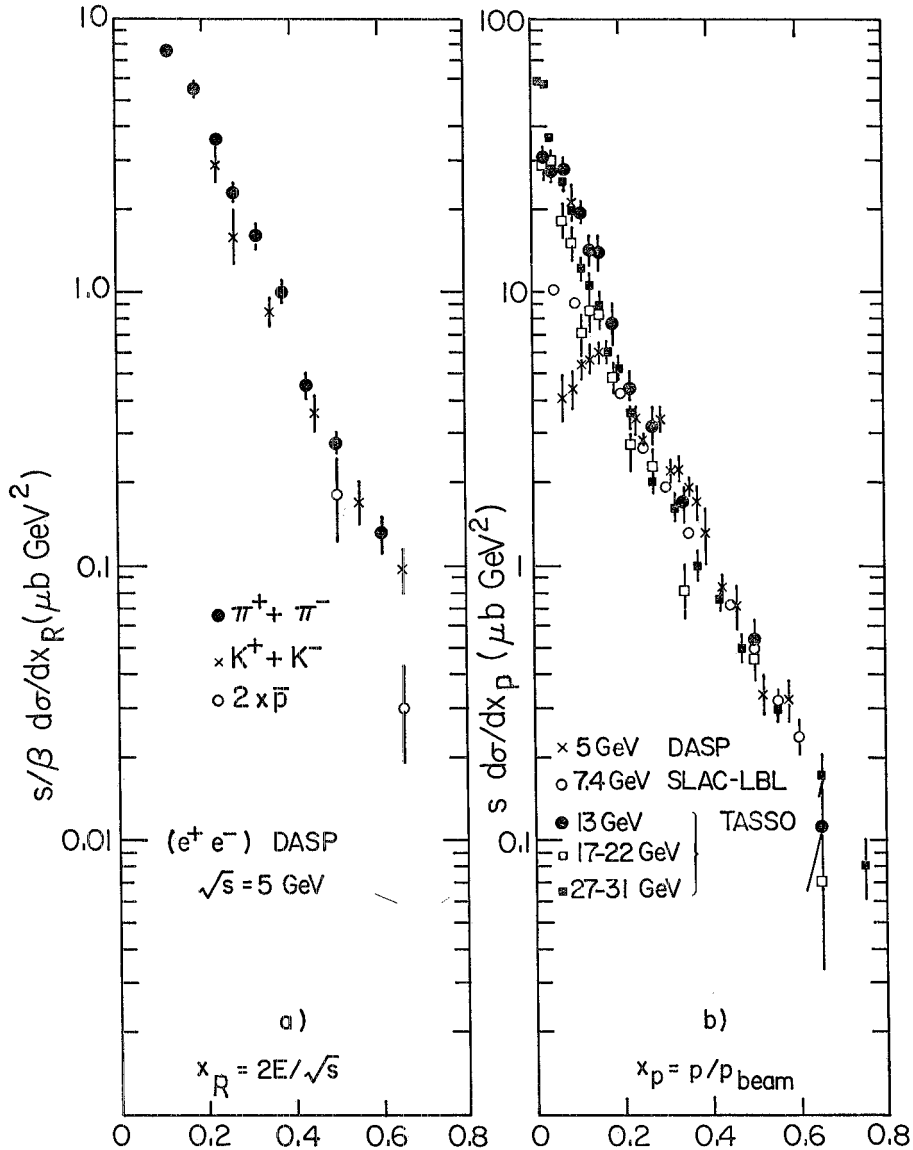 10
1.0
0.1
0.01
s/β dσ/dx_R (μb GeV²)
● π⁺ + π⁻
× K⁺ + K⁻
○ 2 x p̄
(e⁺ e⁻) DASP
√s = 5 GeV
a)
x_R = 2E/√s
0 0.2 0.4 0.6 0.8
100
10
1
0.1
s dσ/dx_p (μb GeV²)
× 5 GeV DASP
○ 7.4 GeV SLAC-LBL
● 13 GeV TASSO
□ 17-22 GeV
■ 27-31 GeV
b)
x_p = p/p_beam
0 0.2 0.4 0.6 0.8